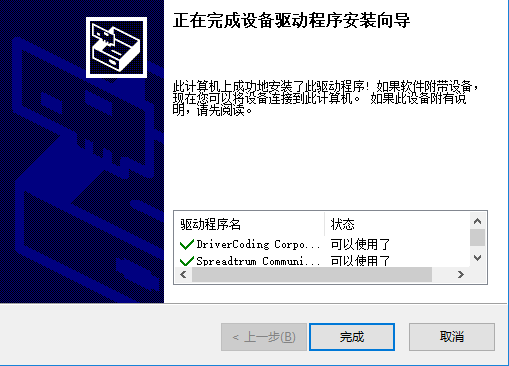 正在完成设备驱动程序安装向导
此计算机上成功地安装了此驱动程序！如果软件附带设备，
现在您可以将设备连接到此计算机。 如果此设备附有说
明，请先阅读。
驱动程序名 状态
DriverCoding Corpo... 可以使用了
Spreadtrum Communi... 可以使用了
< 上一步(B) 完成 取消